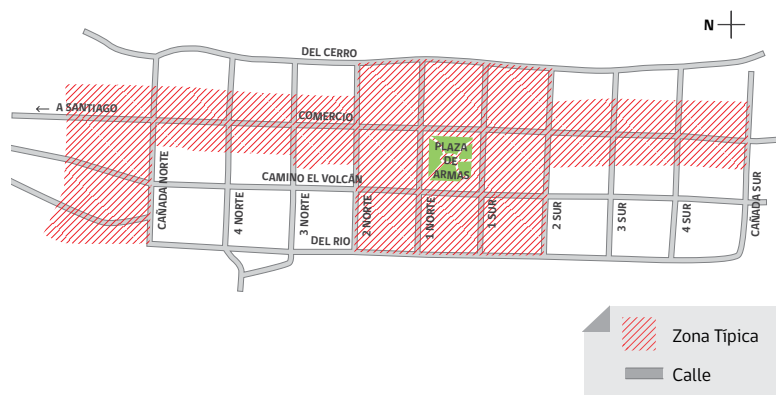 N
DEL CERRO
← A SANTIAGO
COMERCIO
PLAZA
DE
ARMAS
CAMINO EL VOLCÁN
CAÑADA NORTE
4 NORTE
3 NORTE
2 NORTE
1 NORTE
1 SUR
2 SUR
3 SUR
4 SUR
CAÑADA SUR
DEL RIO
Zona Típica
Calle